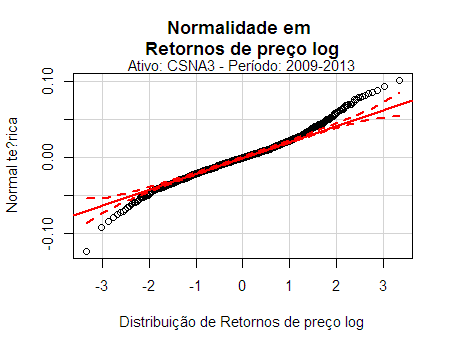 Normalidade em
Retornos de preço log
Ativo: CSNA3 - Período: 2009-2013
0.10
0.00
-0.10
Normal te?rica
-3 -2 -1 0 1 2 3
Distribuição de Retornos de preço log